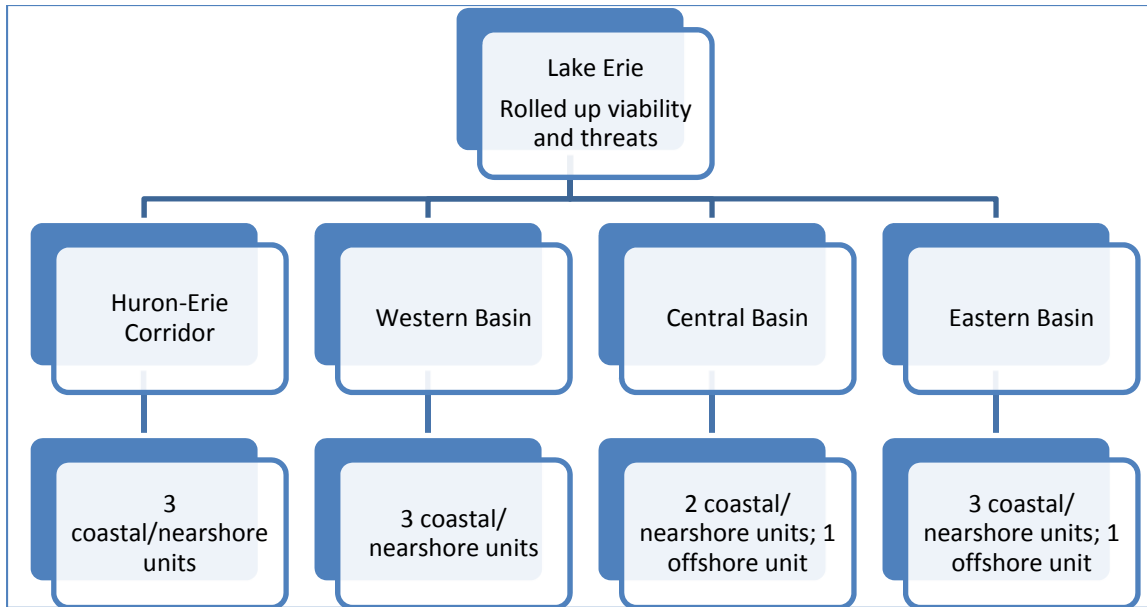 Lake Erie
Rolled up viability
and threats
Huron-Erie
Corridor
Western Basin
Central Basin
Eastern Basin
3
coastal/nearshore
units
3 coastal/
nearshore units
2 coastal/
nearshore units; 1
offshore unit
3 coastal/
nearshore units; 1
offshore unit